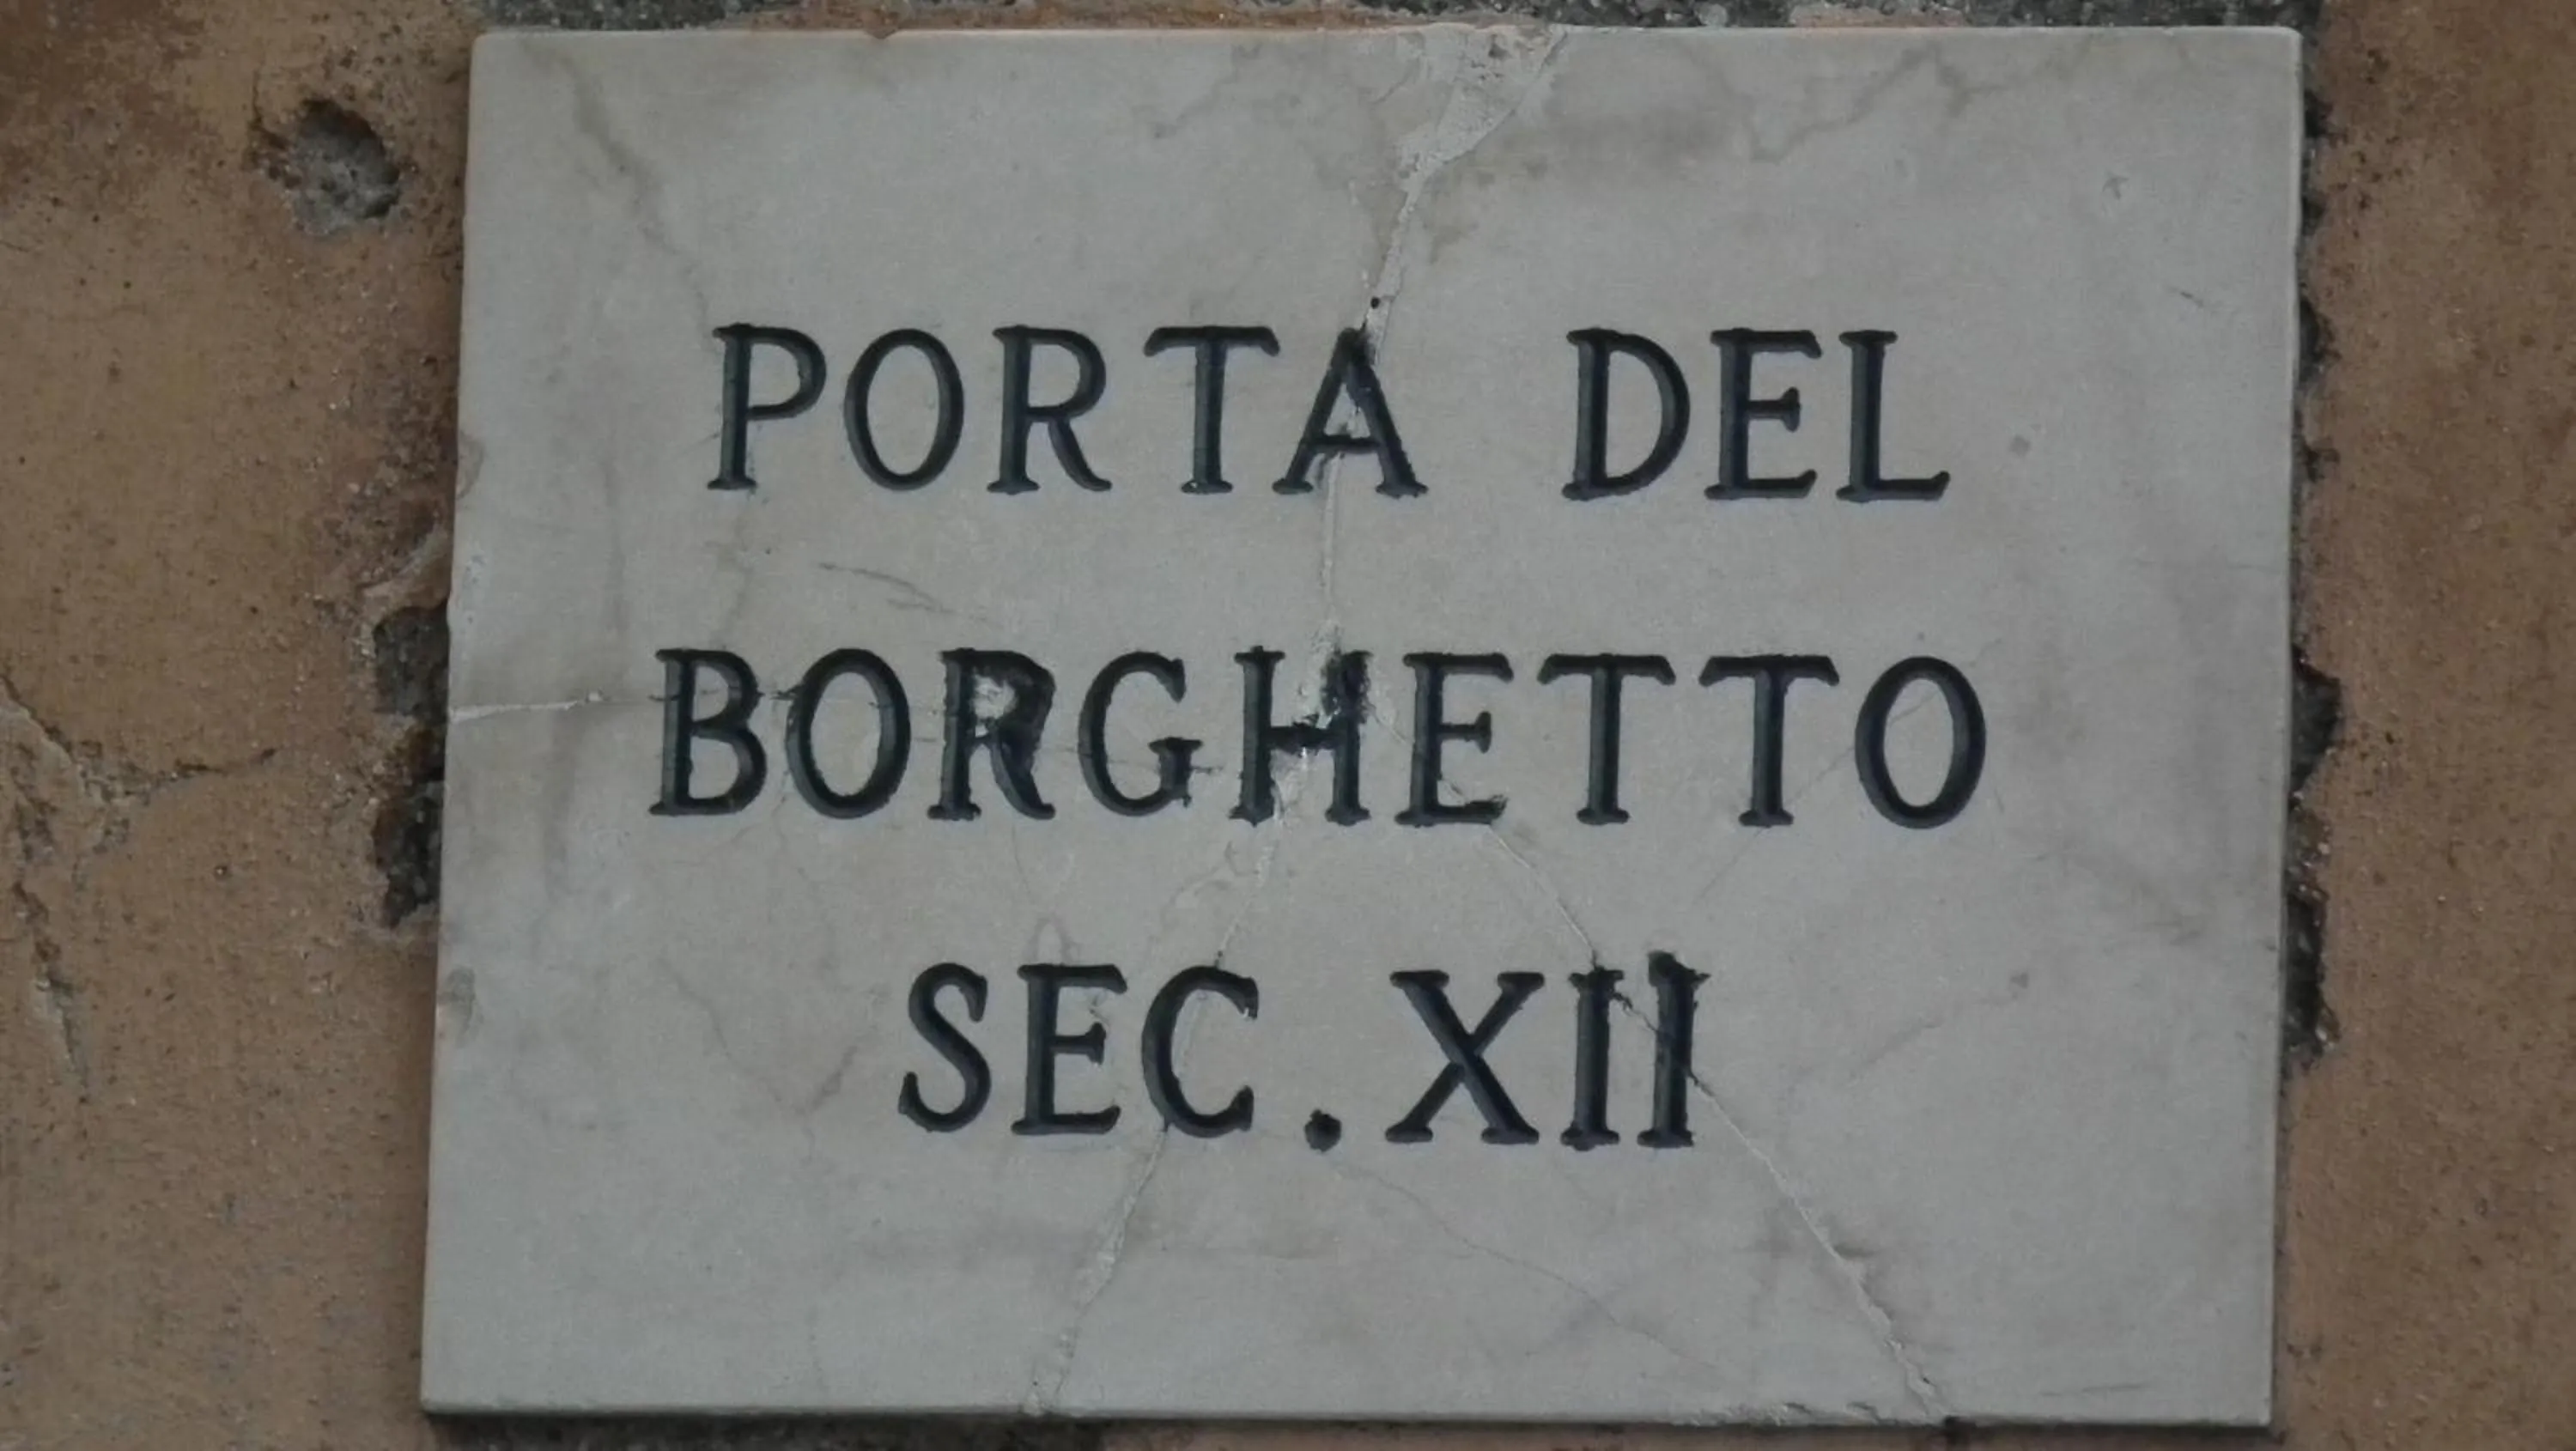 PORTA DEL
BORGHETTO
SEC. XII